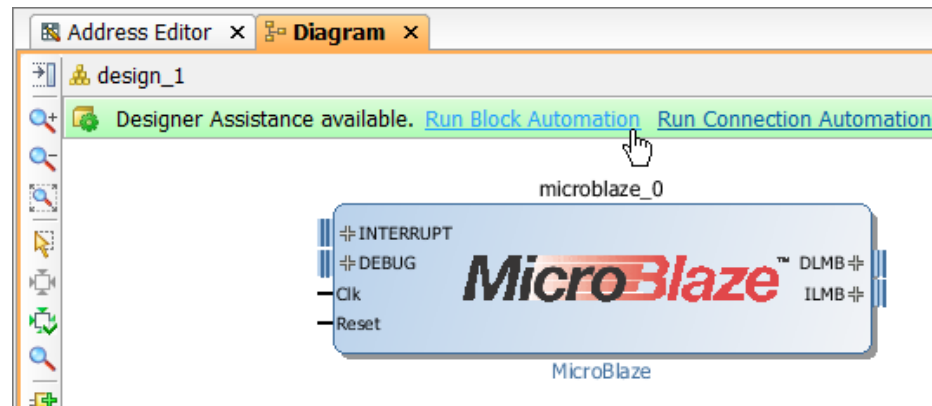 Address Editor × Diagram ×
design_1
Designer Assistance available. Run Block Automation Run Connection Automation
microblaze_0
INTERRUPT
DEBUG
Clk
Reset
MicroBlaze™
DLMB
ILMB
MicroBlaze